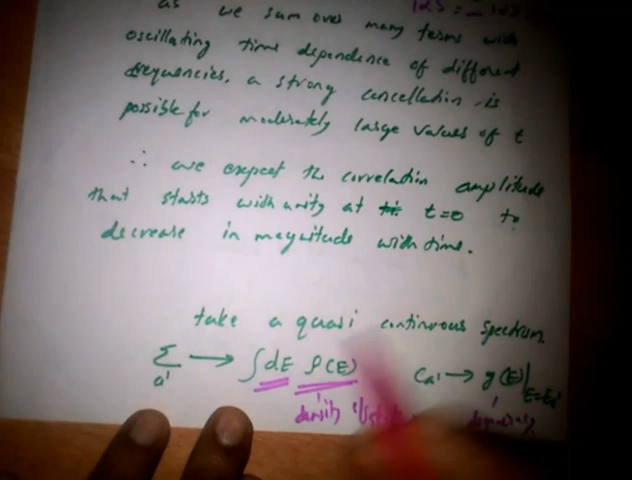 |α> = |α>
as we sum over many terms with
oscillating time dependence of different
frequencies, a strong cancellation is
possible for moderately large values of t
∴ we expect the correlation amplitude
that starts with unity at t=0 to
decrease in magnitude with time.
take a quasi continuous spectrum.
Σ a' → ∫dE ρ(E) Ca' → g(E)|E=Ea'
density